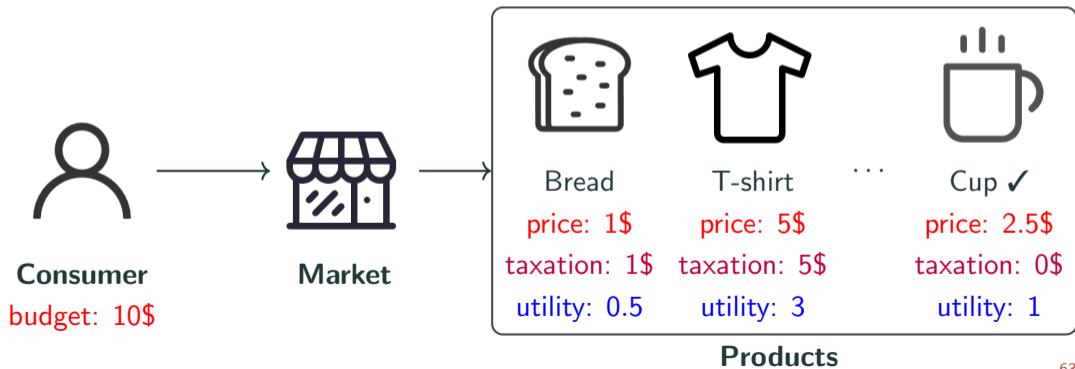 Consumer
budget: 10$
Market
Bread
price: 1$
taxation: 1$
utility: 0.5
T-shirt
price: 5$
taxation: 5$
utility: 3
...
Cup ✓
price: 2.5$
taxation: 0$
utility: 1
Products
63